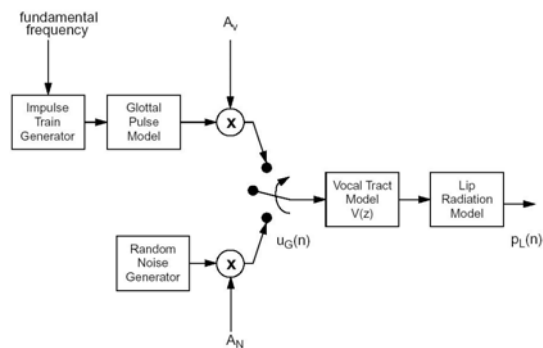 fundamental
frequency
A_V
Impulse
Train
Generator
Glottal
Pulse
Model
X
Vocal Tract
Model
V(z)
Lip
Radiation
Model
u_G(n)
p_L(n)
Random
Noise
Generator
X
A_N